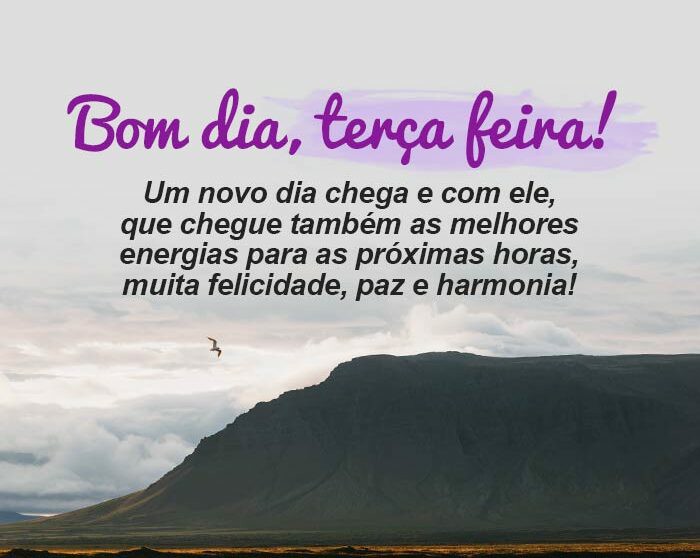 Bom dia, terça feira!
Um novo dia chega e com ele,
que chegue também as melhores
energias para as próximas horas,
muita felicidade, paz e harmonia!